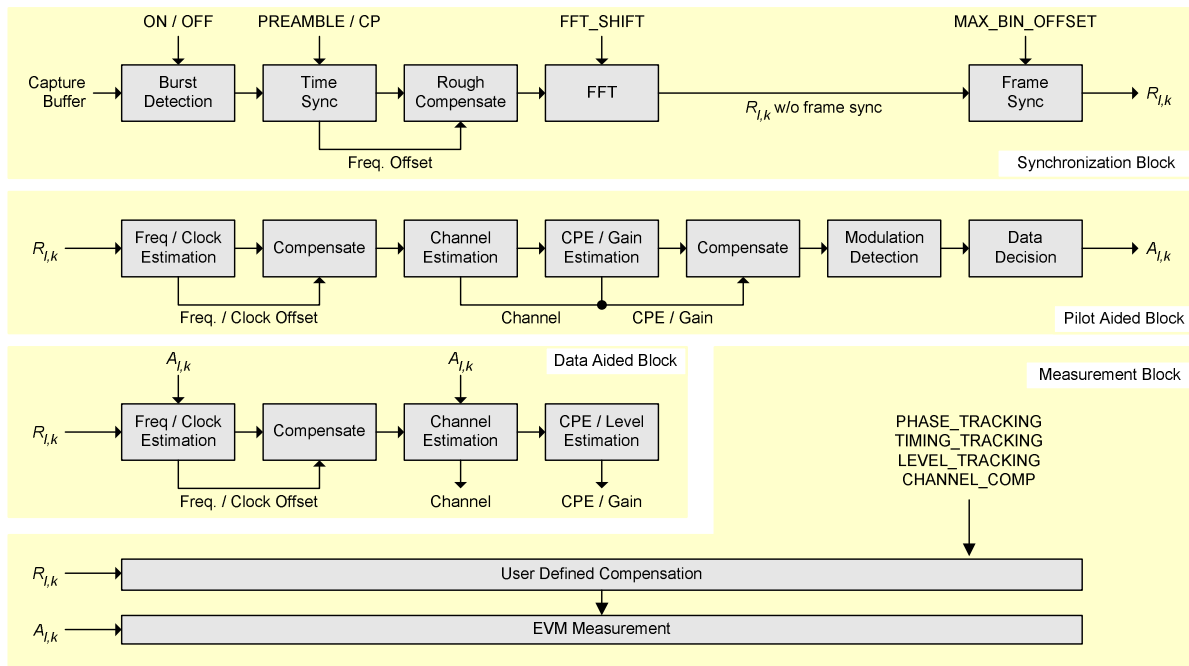 ON / OFF
PREAMBLE / CP
FFT_SHIFT
MAX_BIN_OFFSET
Capture
Buffer
Burst
Detection
Time
Sync
Rough
Compensate
FFT
R_l,k w/o frame sync
Frame
Sync
R_l,k
Freq. Offset
Synchronization Block
R_l,k
Freq / Clock
Estimation
Compensate
Channel
Estimation
CPE / Gain
Estimation
Compensate
Modulation
Detection
Data
Decision
A_l,k
Freq. / Clock Offset
Channel
CPE / Gain
Pilot Aided Block
A_l,k
A_l,k
Data Aided Block
R_l,k
Freq / Clock
Estimation
Compensate
Channel
Estimation
CPE / Level
Estimation
Freq. / Clock Offset
Channel
CPE / Gain
Measurement Block
PHASE_TRACKING
TIMING_TRACKING
LEVEL_TRACKING
CHANNEL_COMP
R_l,k
User Defined Compensation
A_l,k
EVM Measurement